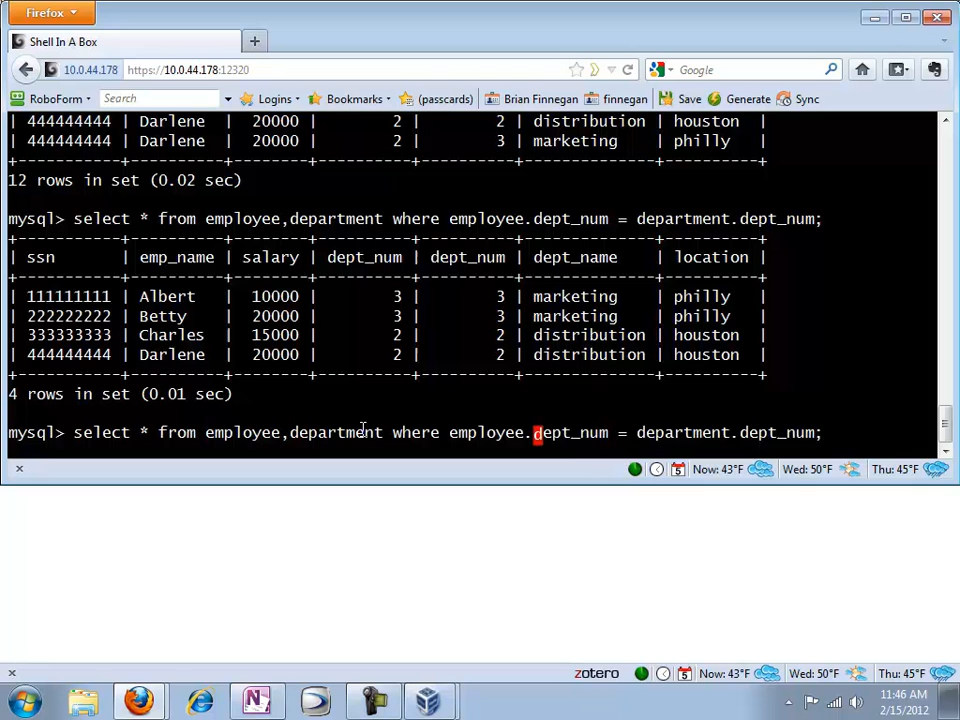 Firefox
Shell In A Box
10.0.44.178 https://10.0.44.178:12320 Google
RoboForm Search Logins Bookmarks (passcards) Brian Finnegan finnegan Save Generate Sync
| 444444444 | Darlene | 20000 | 2 | 2 | distribution | houston |
| 444444444 | Darlene | 20000 | 2 | 3 | marketing | philly |
+-----------+----------+--------+----------+----------+--------------+----------+
12 rows in set (0.02 sec)
mysql> select * from employee,department where employee.dept_num = department.dept_num;
+-----------+----------+--------+----------+----------+--------------+----------+
| ssn | emp_name | salary | dept_num | dept_num | dept_name | location |
+-----------+----------+--------+----------+----------+--------------+----------+
| 111111111 | Albert | 10000 | 3 | 3 | marketing | philly |
| 222222222 | Betty | 20000 | 3 | 3 | marketing | philly |
| 333333333 | Charles | 15000 | 2 | 2 | distribution | houston |
| 444444444 | Darlene | 20000 | 2 | 2 | distribution | houston |
+-----------+----------+--------+----------+----------+--------------+----------+
4 rows in set (0.01 sec)
mysql> select * from employee,department where employee.dept_num = department.dept_num;
5 Now: 43°F Wed: 50°F Thu: 45°F
zotero 5 Now: 43°F Wed: 50°F Thu: 45°F
11:46 AM
2/15/2012